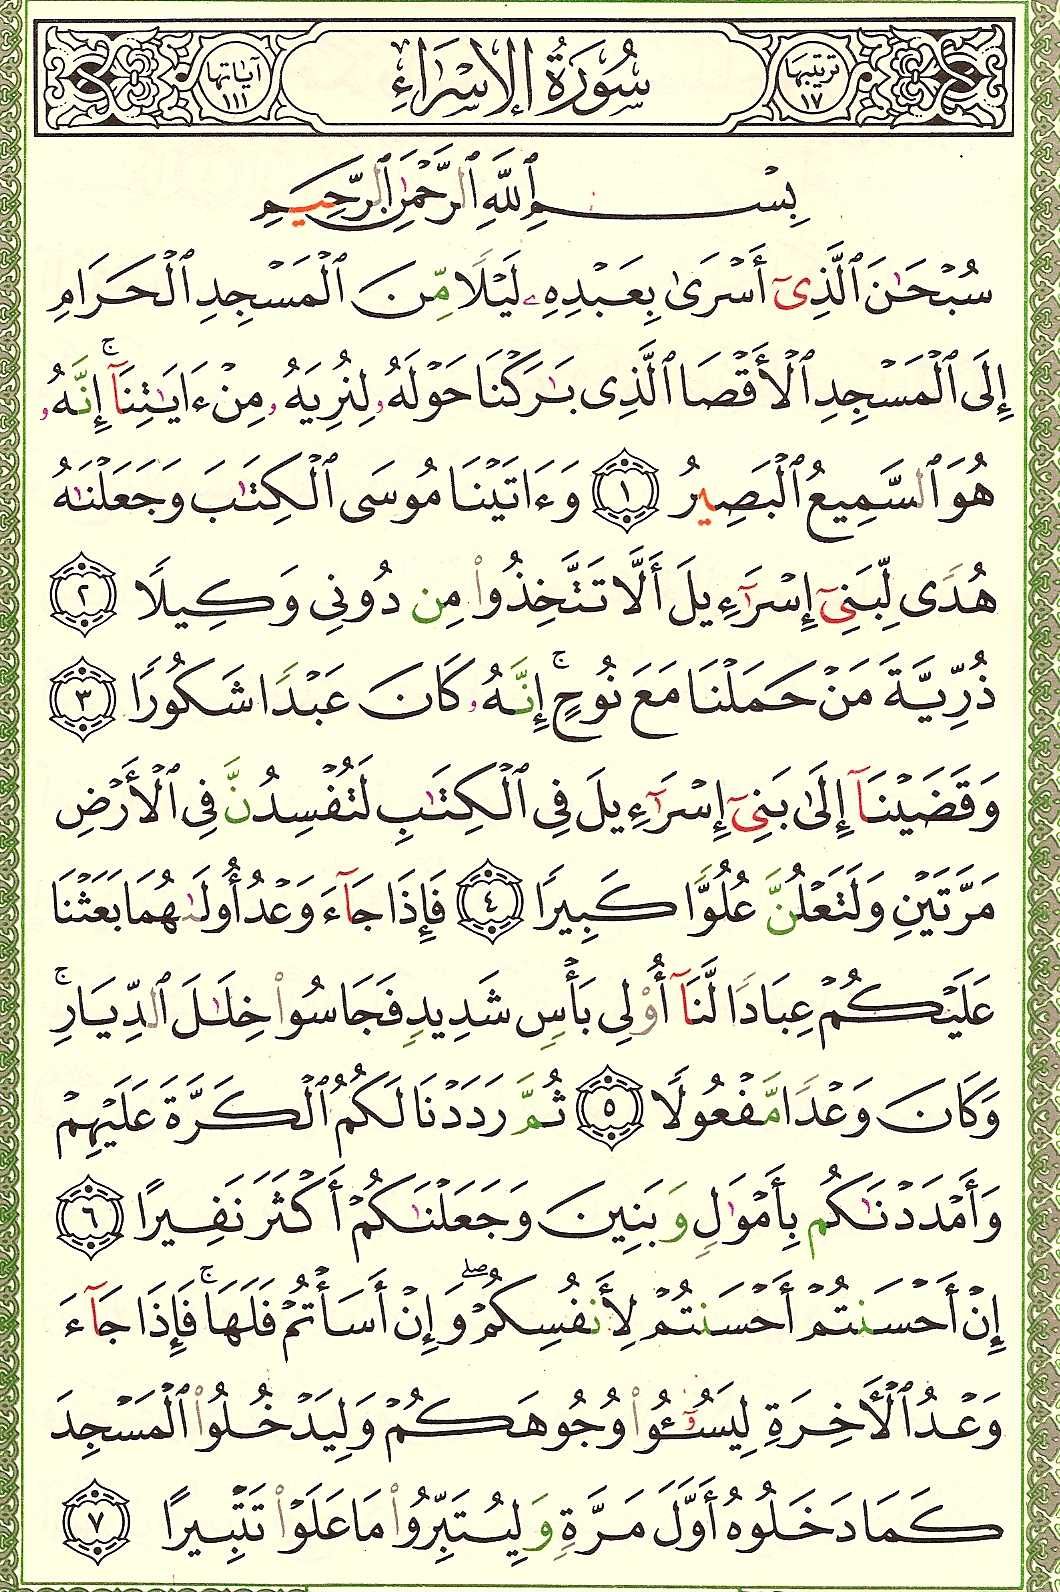 ترتيبها ١٧ سُورَةُ الإِسْرَاءِ آياتها ١١١
بِسْمِ ٱللَّهِ ٱلرَّحْمَٰنِ ٱلرَّحِيمِ
سُبْحَٰنَ ٱلَّذِىٓ أَسْرَىٰ بِعَبْدِهِۦ لَيْلًا مِّنَ ٱلْمَسْجِدِ ٱلْحَرَامِ
إِلَى ٱلْمَسْجِدِ ٱلْأَقْصَا ٱلَّذِى بَٰرَكْنَا حَوْلَهُۥ لِنُرِيَهُۥ مِنْ ءَايَٰتِنَآ ۚ إِنَّهُۥ
هُوَ ٱلسَّمِيعُ ٱلْبَصِيرُ ١ وَءَاتَيْنَا مُوسَى ٱلْكِتَٰبَ وَجَعَلْنَٰهُ
هُدًى لِّبَنِىٓ إِسْرَٰٓءِيلَ أَلَّا تَتَّخِذُوا۟ مِن دُونِى وَكِيلًا ٢
ذُرِّيَّةَ مَنْ حَمَلْنَا مَعَ نُوحٍ ۚ إِنَّهُۥ كَانَ عَبْدًا شَكُورًا ٣
وَقَضَيْنَآ إِلَىٰ بَنِىٓ إِسْرَٰٓءِيلَ فِى ٱلْكِتَٰبِ لَتُفْسِدُنَّ فِى ٱلْأَرْضِ
مَرَّتَيْنِ وَلَتَعْلُنَّ عُلُوًّا كَبِيرًا ٤ فَإِذَا جَآءَ وَعْدُ أُولَىٰهُمَا بَعَثْنَا
عَلَيْكُمْ عِبَادًا لَّنَآ أُو۟لِى بَأْسٍ شَدِيدٍ فَجَاسُوا۟ خِلَٰلَ ٱلدِّيَارِ ۚ
وَكَانَ وَعْدًا مَّفْعُولًا ٥ ثُمَّ رَدَدْنَا لَكُمُ ٱلْكَرَّةَ عَلَيْهِمْ
وَأَمْدَدْنَٰكُم بِأَمْوَٰلٍ وَبَنِينَ وَجَعَلْنَٰكُمْ أَكْثَرَ نَفِيرًا ٦
إِنْ أَحْسَنتُمْ أَحْسَنتُمْ لِأَنفُسِكُمْ ۖ وَإِنْ أَسَأْتُمْ فَلَهَا ۚ فَإِذَا جَآءَ
وَعْدُ ٱلْءَاخِرَةِ لِيَسُۥٓـُٔوا۟ وُجُوهَكُمْ وَلِيَدْخُلُوا۟ ٱلْمَسْجِدَ
كَمَا دَخَلُوهُ أَوَّلَ مَرَّةٍ وَلِيُتَبِّرُوا۟ مَا عَلَوْا۟ تَتْبِيرًا ٧